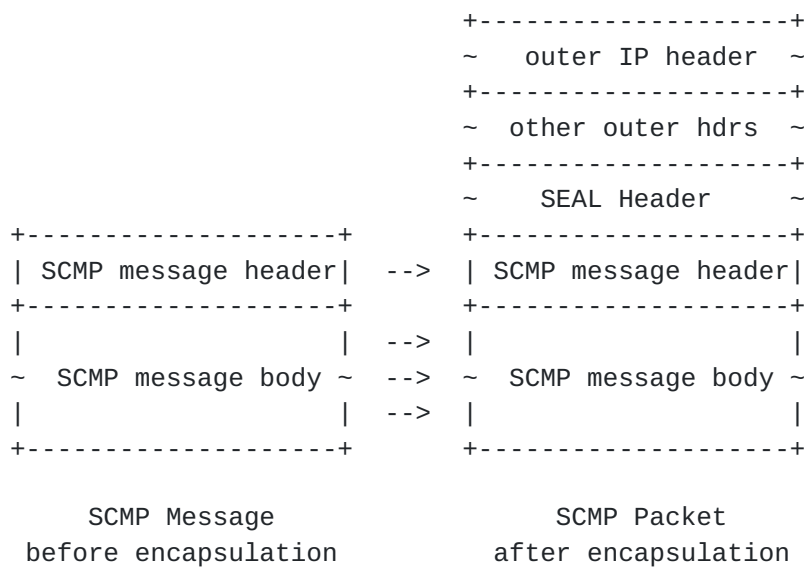 +--------------------+
                             ~   outer IP header  ~
                             +--------------------+
                             ~  other outer hdrs  ~
                             +--------------------+
                             ~    SEAL Header     ~
+--------------------+       +--------------------+
| SCMP message header|  -->  | SCMP message header|
+--------------------+       +--------------------+
|                    |  -->  |                    |
~  SCMP message body ~  -->  ~  SCMP message body ~
|                    |  -->  |                    |
+--------------------+       +--------------------+
     SCMP Message                  SCMP Packet
 before encapsulation          after encapsulation